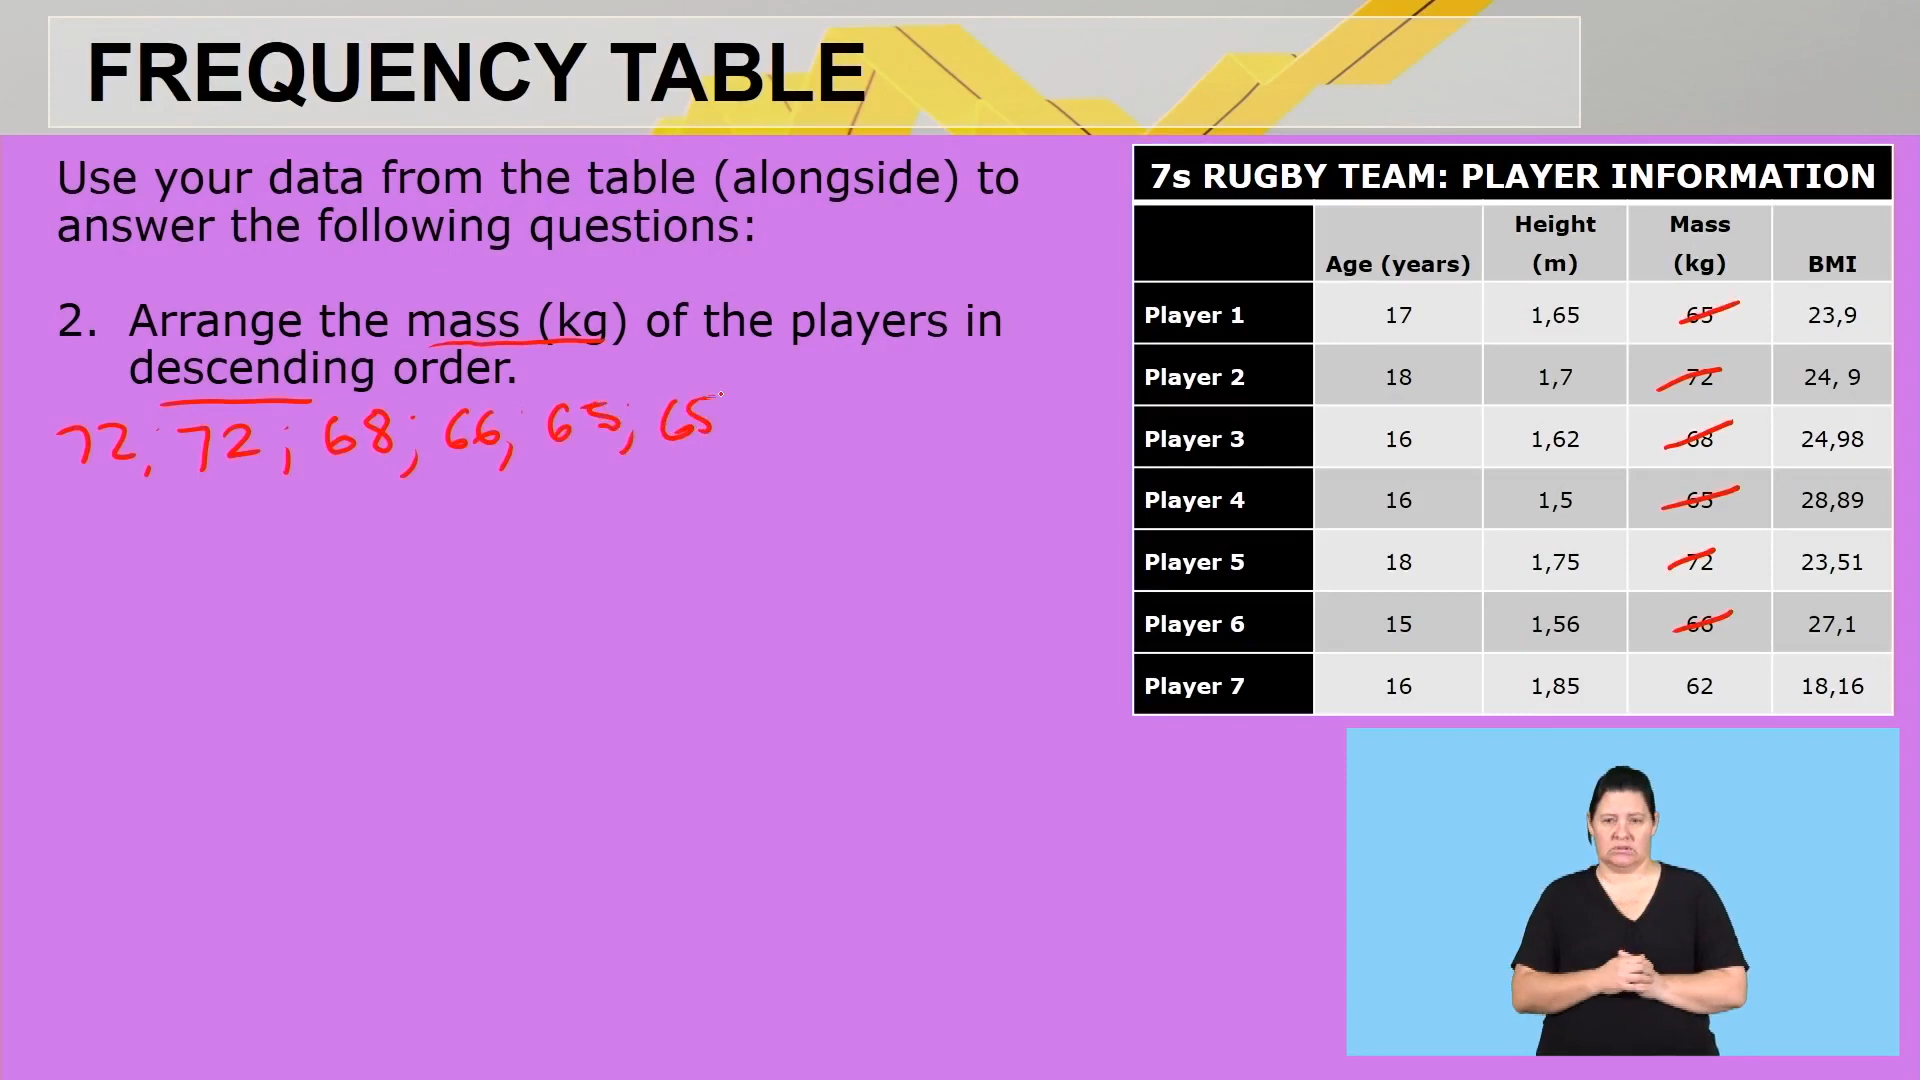 FREQUENCY TABLE
Use your data from the table (alongside) to
answer the following questions:
2. Arrange the mass (kg) of the players in
descending order.
72; 72; 68; 66; 65; 65
7s RUGBY TEAM: PLAYER INFORMATION
Age (years) Height (m) Mass (kg) BMI
Player 1 17 1,65 65 23,9
Player 2 18 1,7 72 24, 9
Player 3 16 1,62 68 24,98
Player 4 16 1,5 65 28,89
Player 5 18 1,75 72 23,51
Player 6 15 1,56 66 27,1
Player 7 16 1,85 62 18,16